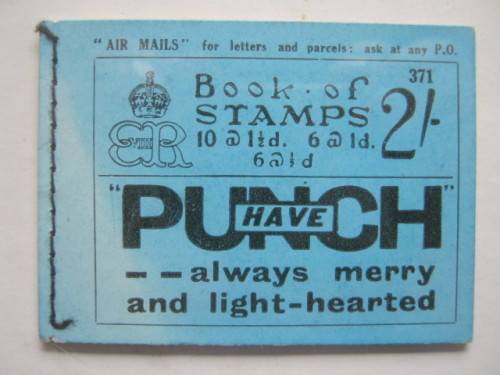 "AIR MAILS" for letters and parcels: ask at any P.O.
371
Book·of
STAMPS
2/-
10 @ 1½d. 6 @ 1d.
6 @ ½d
EVIIIR
"PUNCH"
HAVE
-- always merry
and light-hearted